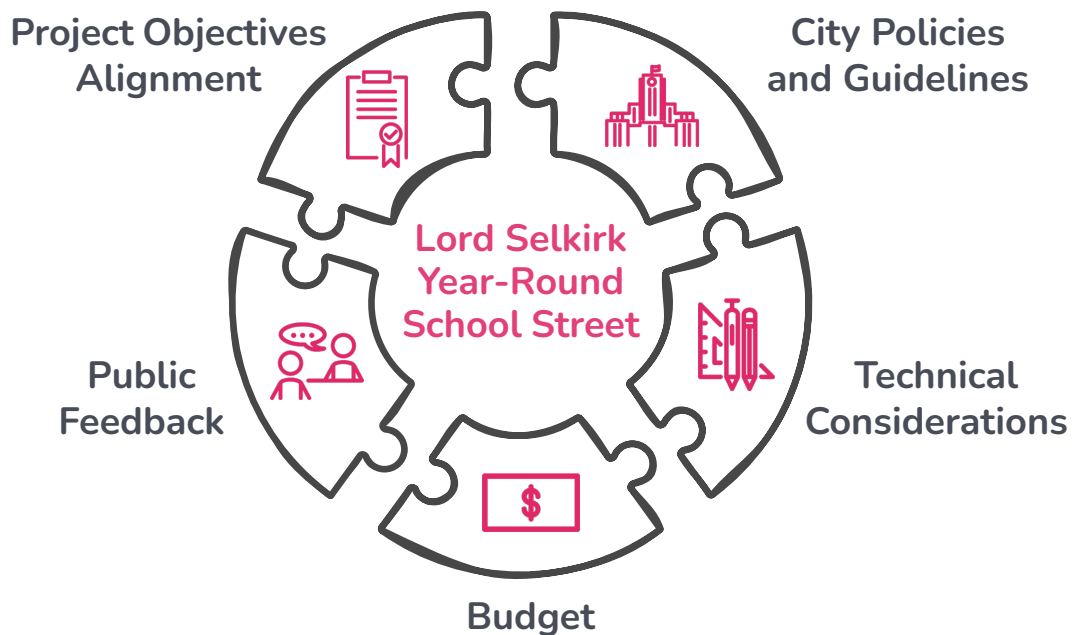 Project Objectives
Alignment
City Policies
and Guidelines
Lord Selkirk
Year-Round
School Street
Public
Feedback
Technical
Considerations
$
Budget